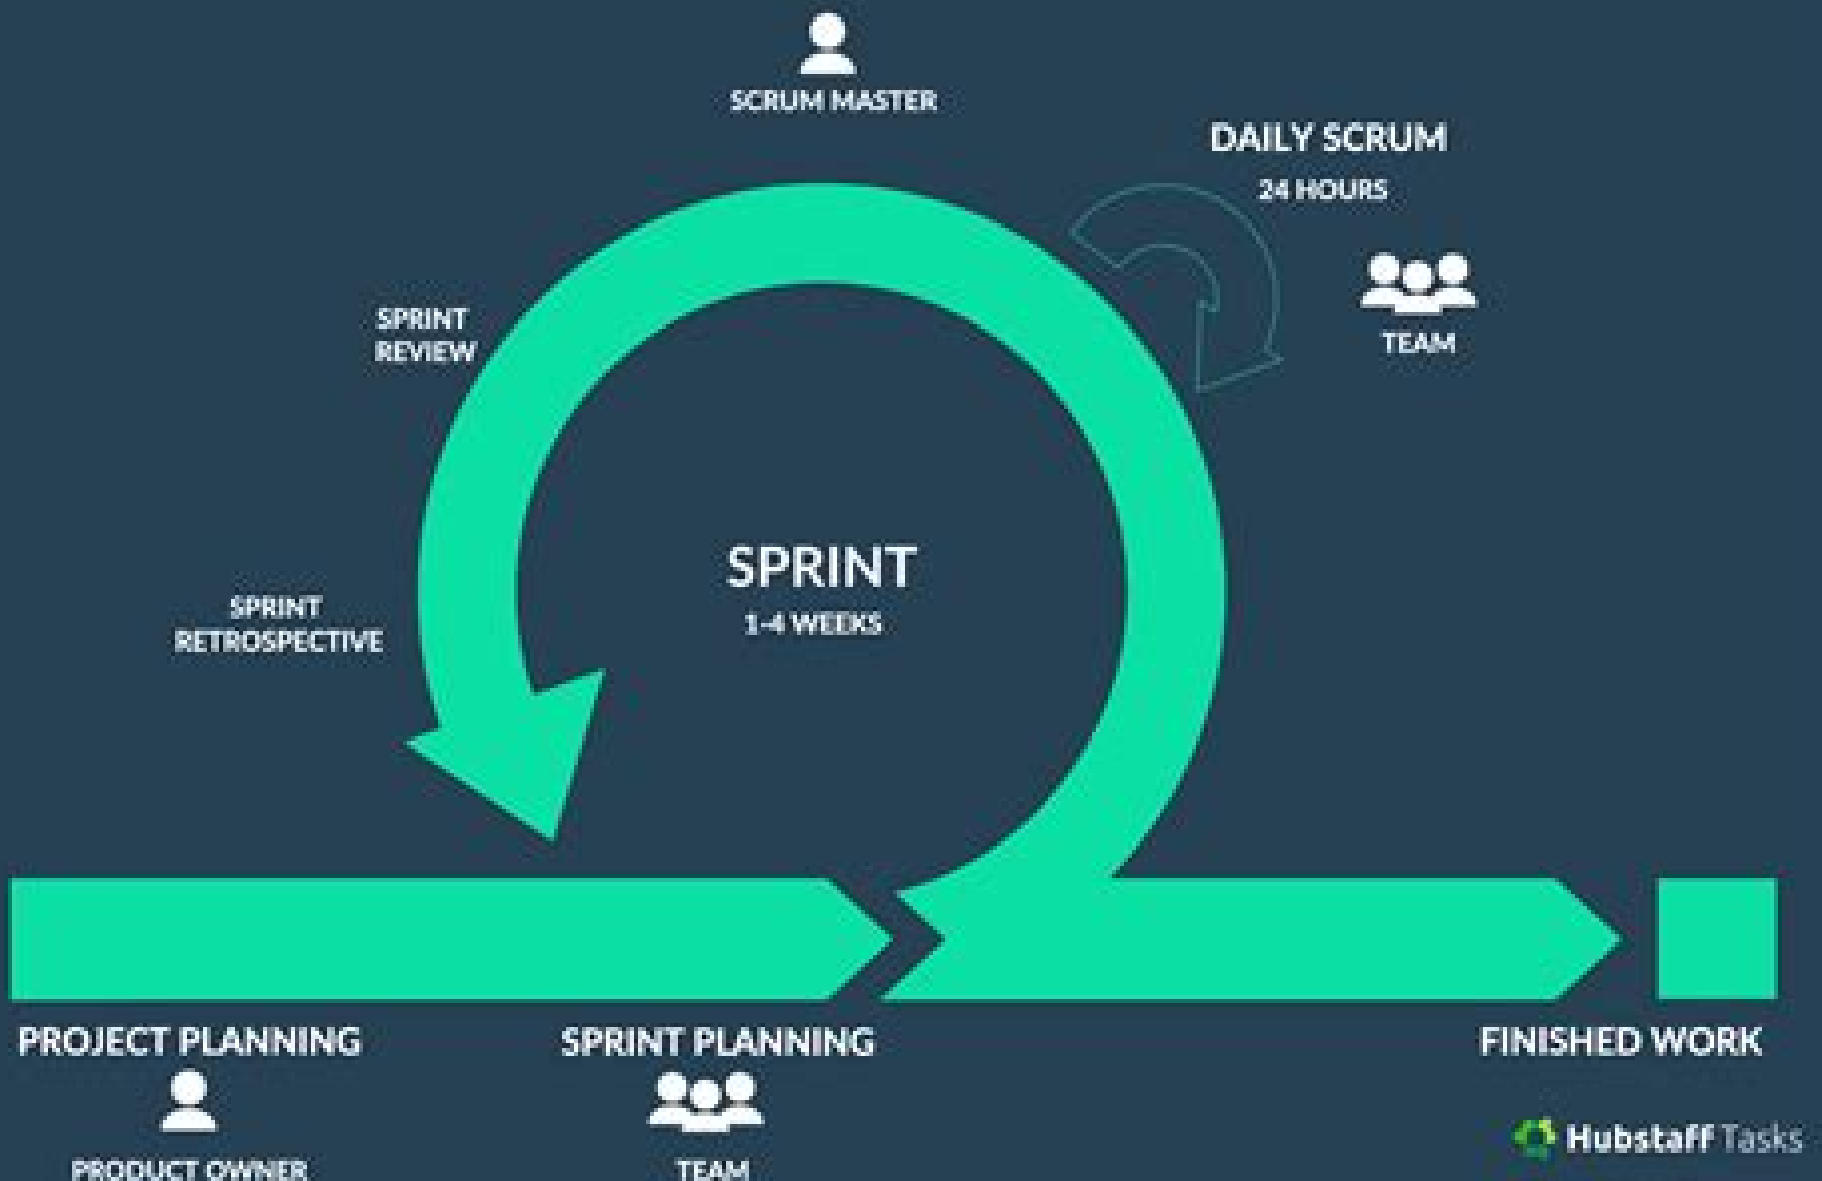 SCRUM MASTER
DAILY SCRUM
24 HOURS
TEAM
SPRINT
REVIEW
SPRINT
1-4 WEEKS
SPRINT
RETROSPECTIVE
PROJECT PLANNING
PRODUCT OWNER
SPRINT PLANNING
TEAM
FINISHED WORK
Hubstaff Tasks